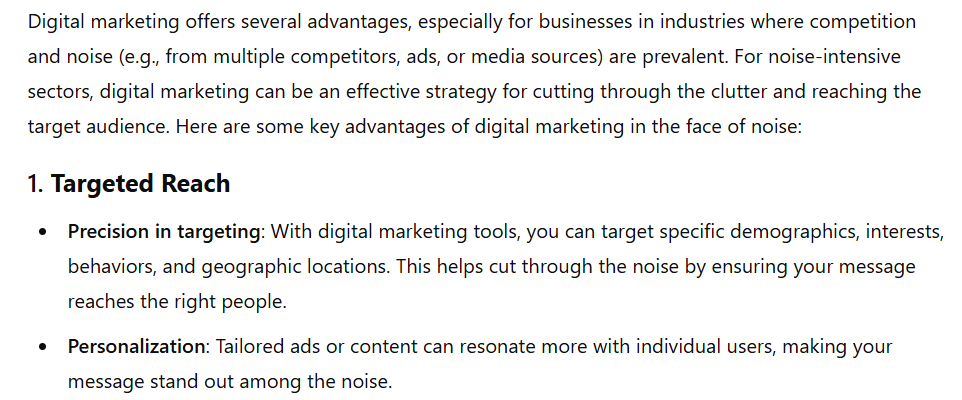 Digital marketing offers several advantages, especially for businesses in industries where competition
and noise (e.g., from multiple competitors, ads, or media sources) are prevalent. For noise-intensive
sectors, digital marketing can be an effective strategy for cutting through the clutter and reaching the
target audience. Here are some key advantages of digital marketing in the face of noise:
1. Targeted Reach
• Precision in targeting: With digital marketing tools, you can target specific demographics, interests,
behaviors, and geographic locations. This helps cut through the noise by ensuring your message
reaches the right people.
• Personalization: Tailored ads or content can resonate more with individual users, making your
message stand out among the noise.